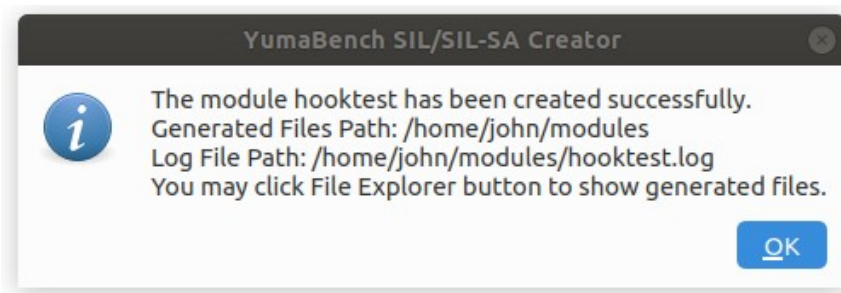 YumaBench SIL/SIL-SA Creator
The module hooktest has been created successfully.
Generated Files Path: /home/john/modules
Log File Path: /home/john/modules/hooktest.log
You may click File Explorer button to show generated files.
OK